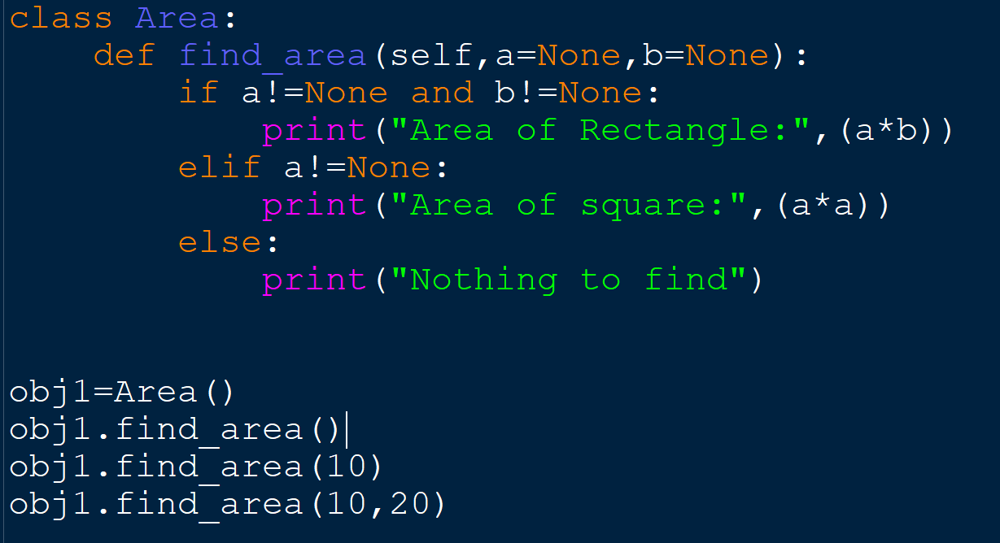 class Area:
    def find_area(self,a=None,b=None):
        if a!=None and b!=None:
            print("Area of Rectangle:",(a*b))
        elif a!=None:
            print("Area of square:",(a*a))
        else:
            print("Nothing to find")
obj1=Area()
obj1.find_area()
obj1.find_area(10)
obj1.find_area(10,20)